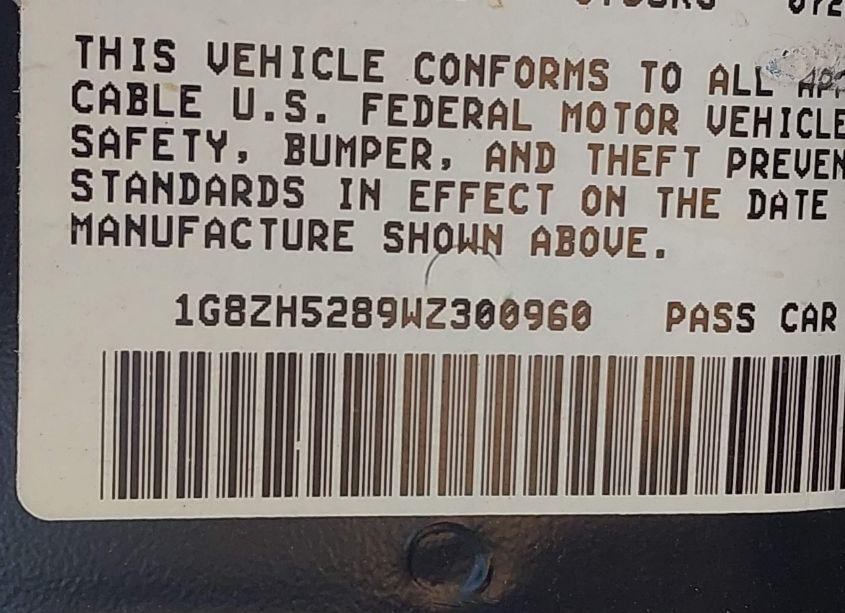 THIS VEHICLE CONFORMS TO ALL
CABLE U.S. FEDERAL MOTOR VEHICLE
SAFETY, BUMPER, AND THEFT PREVEN
STANDARDS IN EFFECT ON THE DATE
MANUFACTURE SHOWN ABOVE.
1G8ZH5289WZ300960 PASS CAR